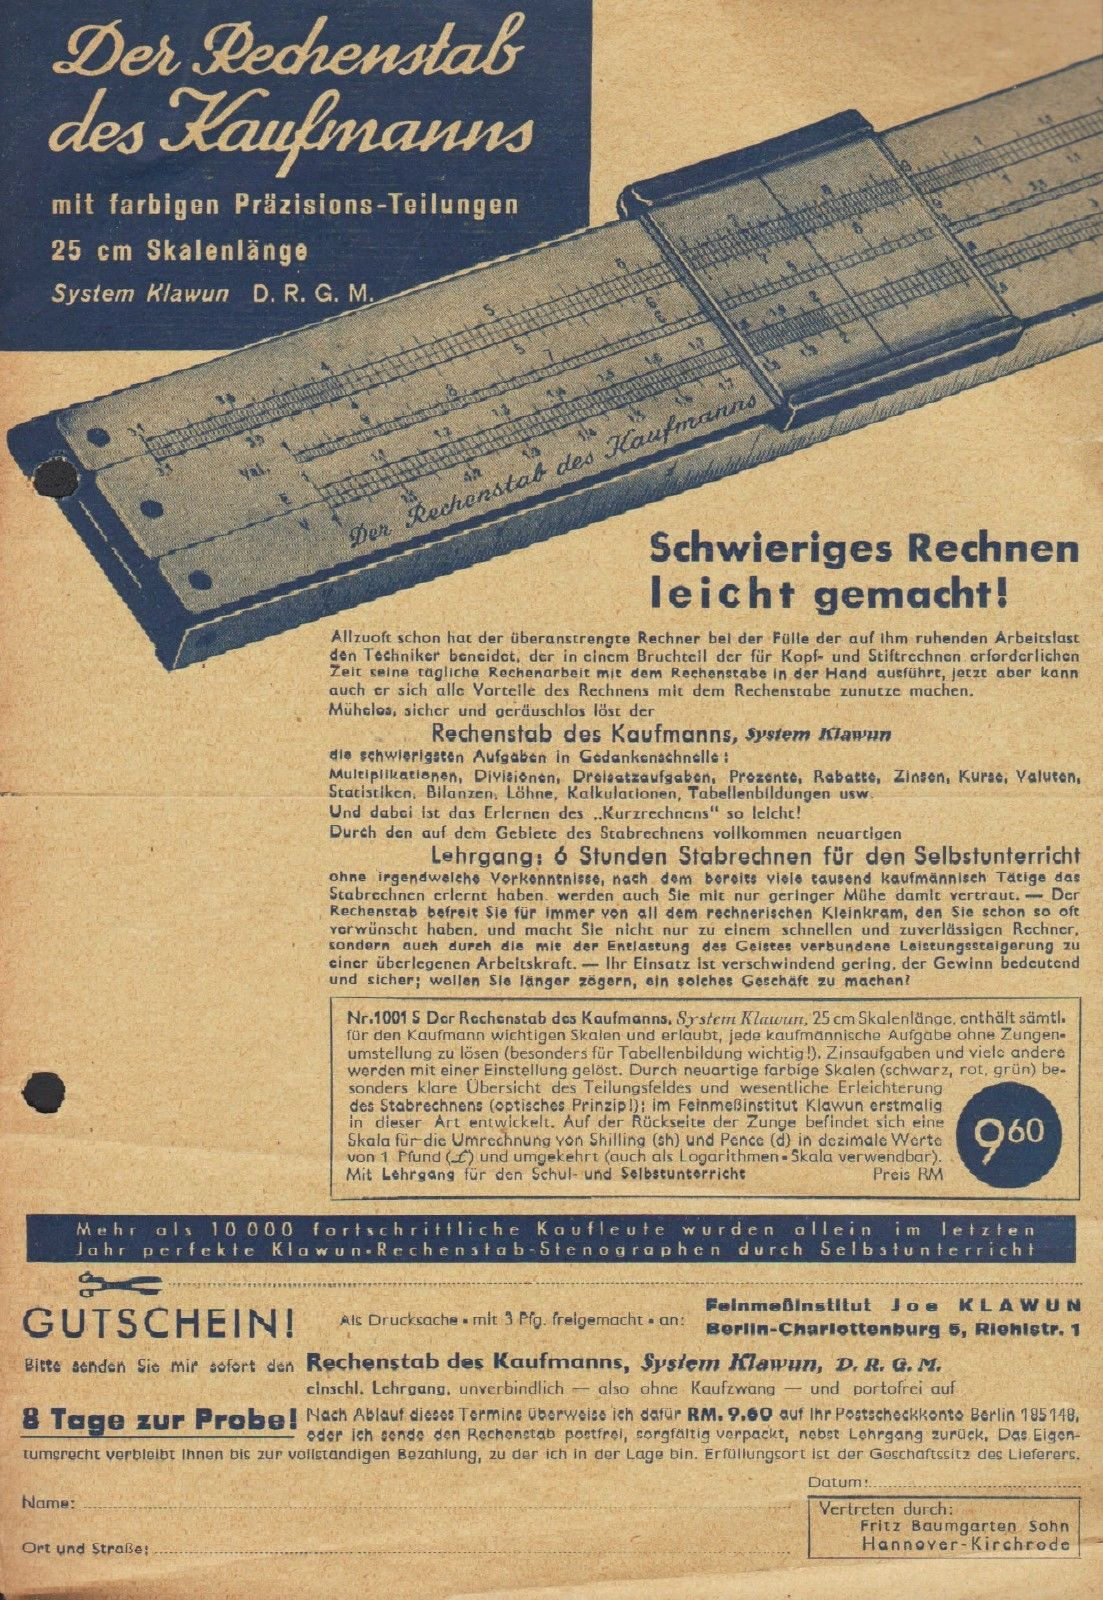 Der Rechenstab
des Kaufmanns
mit farbigen Präzisions-Teilungen
25 cm Skalenlänge
System Klawun D. R. G. M.
Der Rechenstab des Kaufmanns
Schwieriges Rechnen
leicht gemacht!
Allzuoft schon hat der überanstrengte Rechner bei der Fülle der auf ihm ruhenden Arbeitslast
den Techniker beneidet, der in einem Bruchteil der für Kopf- und Stiftrechnen erforderlichen
Zeit seine tägliche Rechenarbeit mit dem Rechenstabe in der Hand ausführt, jetzt aber kann
auch er sich alle Vorteile des Rechnens mit dem Rechenstabe zunutze machen.
Mühelos, sicher und geräuschlos löst der
Rechenstab des Kaufmanns, System Klawun
die schwierigsten Aufgaben in Gedankenschnelle:
Multiplikationen, Divisionen, Dreisatzaufgaben, Prozente, Rabatte, Zinsen, Kurse, Valuten,
Statistiken, Bilanzen, Löhne, Kalkulationen, Tabellenbildungen usw.
Und dabei ist das Erlernen des „Kurzrechnens" so leicht!
Durch den auf dem Gebiete des Stabrechnens vollkommen neuartigen
Lehrgang: 6 Stunden Stabrechnen für den Selbstunterricht
ohne irgendwelche Vorkenntnisse, nach dem bereits viele tausend kaufmännisch Tätige das
Stabrechnen erlernt haben, werden auch Sie mit nur geringer Mühe damit vertraut. — Der
Rechenstab befreit Sie für immer von all dem rechnerischen Kleinkram, den Sie schon so oft
verwünscht haben, und macht Sie nicht nur zu einem schnellen und zuverlässigen Rechner,
sondern auch durch die mit der Entlastung des Geistes verbundene Leistungssteigerung zu
einer überlegenen Arbeitskraft. — Ihr Einsatz ist verschwindend gering, der Gewinn bedeutend
und sicher; wollen Sie länger zögern, ein solches Geschäft zu machen?
Nr.1001 S Der Rechenstab des Kaufmanns, System Klawun, 25 cm Skalenlänge, enthält sämtl.
für den Kaufmann wichtigen Skalen und erlaubt, jede kaufmännische Aufgabe ohne Zungen-
umstellung zu lösen (besonders für Tabellenbildung wichtig!). Zinsaufgaben und viele andere
werden mit einer Einstellung gelöst. Durch neuartige farbige Skalen (schwarz, rot, grün) be-
sonders klare Übersicht des Teilungsfeldes und wesentliche Erleichterung
des Stabrechnens (optisches Prinzip!); im Feinmeßinstitut Klawun erstmalig
in dieser Art entwickelt. Auf der Rückseite der Zunge befindet sich eine
Skala für die Umrechnung von Shilling (sh) und Pence (d) in dezimale Werte
von 1 Pfund (£) und umgekehrt (auch als Logarithmen-Skala verwendbar).
Mit Lehrgang für den Schul- und Selbstunterricht Preis RM
9 60
Mehr als 10 000 fortschrittliche Kaufleute wurden allein im letzten
Jahr perfekte Klawun-Rechenstab-Stenographen durch Selbstunterricht
GUTSCHEIN! Als Drucksache - mit 3 Pfg. freigemacht - an:
Feinmeßinstitut Joe KLAWUN
Berlin-Charlottenburg 5, Riehlstr. 1
Bitte senden Sie mir sofort den Rechenstab des Kaufmanns, System Klawun, D. R. G. M.
einschl. Lehrgang, unverbindlich — also ohne Kaufzwang — und portofrei auf
8 Tage zur Probe! Nach Ablauf dieses Termins überweise ich dafür RM. 9.60 auf Ihr Postscheckkonto Berlin 185148,
oder ich sende den Rechenstab postfrei, sorgfältig verpackt, nebst Lehrgang zurück. Das Eigen-
tumsrecht verbleibt Ihnen bis zur vollständigen Bezahlung, zu der ich in der Lage bin. Erfüllungsort ist der Geschäftssitz des Lieferers.
Datum:
Name:
Ort und Straße:
Vertreten durch:
Fritz Baumgarten Sohn
Hannover-Kirchrode